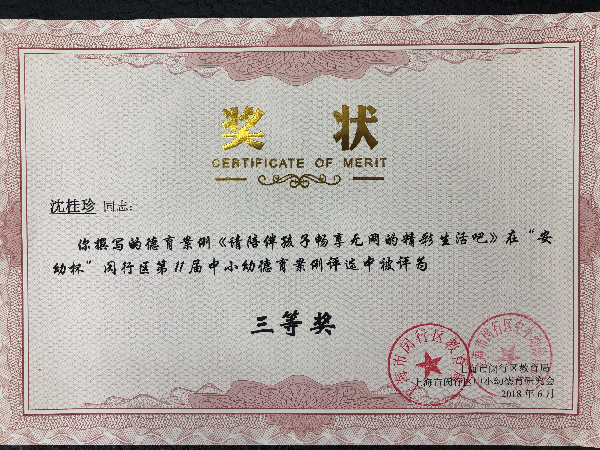 奖 状
CERTIFICATE OF MERIT
沈桂珍 同志:
你撰写的德育案例《请陪伴孩子畅享无网的精彩生活吧》在“安
幼杯”闵行区第11届中小幼德育案例评选中被评为
三等奖
上海市闵行区教育局
上海市闵行区中小幼德育研究会
2018年6月